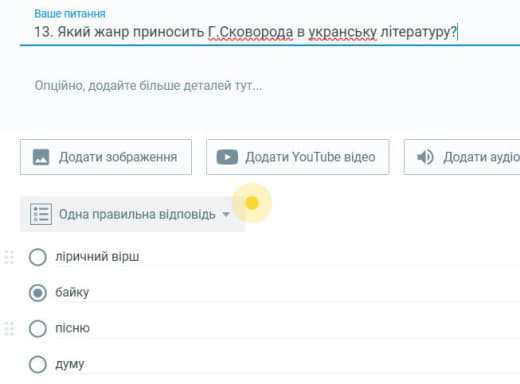 Ваше питання
13. Який жанр приносить Г.Сковорода в укранську літературу?
Опційно, додайте більше деталей тут...
Додати зображення
Додати YouTube відео
Додати аудіо
Одна правильна відповідь
ліричний вірш
байку
пісню
думу